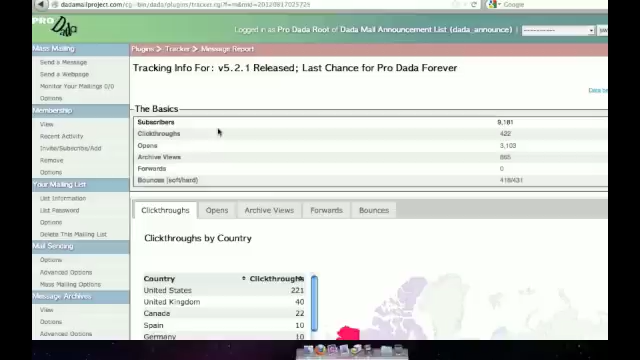 dadamailproject.com/cgi-bin/dada/plugins/tracker.cgi?f=m&mid=20120817025725
Google
PRO Dada
Logged in as Pro Dada Root of Dada Mail Announcement List (dada_announce)
Mass Mailing
Send a Message
Send a Webpage
Monitor Your Mailings (0/0)
Options
Membership
View
Recent Activity
Invite/Subscribe/Add
Remove
Options
Your Mailing List
List Information
List Password
Options
Delete This Mailing List
Mail Sending
Options
Advanced Options
Mass Mailing Options
Message Archives
View
Options
Advanced Options
Plugins > Tracker > Message Report
Tracking Info For: v5.2.1 Released; Last Chance for Pro Dada Forever
The Basics
Subscribers 9,181
Clickthroughs 422
Opens 3,103
Archive Views 865
Forwards 0
Bounces (soft/hard) 418/431
Clickthroughs Opens Archive Views Forwards Bounces
Clickthroughs by Country
Country Clickthroughs
United States 221
United Kingdom 40
Canada 22
Spain 10
Germany 10